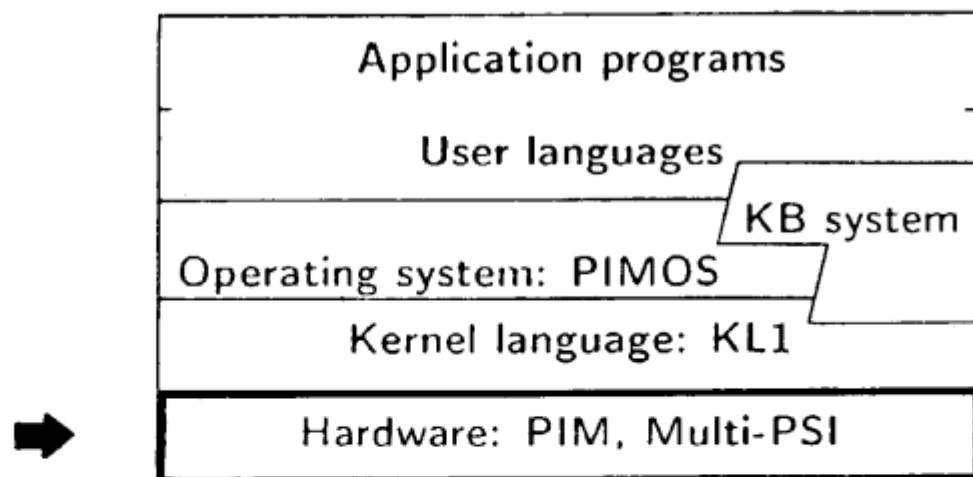 Application programs
User languages
KB system
Operating system: PIMOS
Kernel language: KL1
Hardware: PIM, Multi-PSI